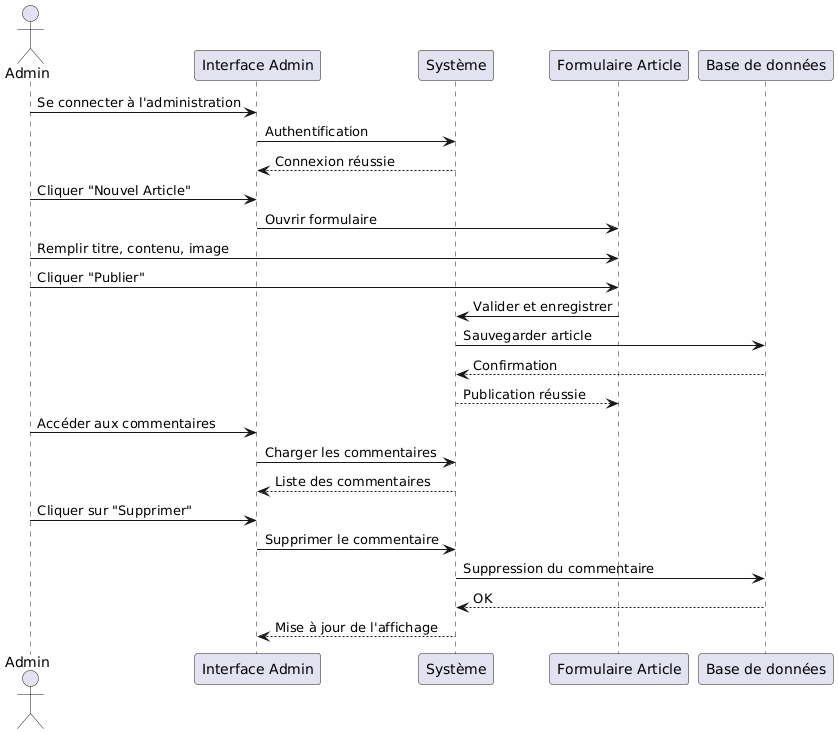 Admin
Interface Admin
Système
Formulaire Article
Base de données
Se connecter à l'administration
Authentification
Connexion réussie
Cliquer "Nouvel Article"
Ouvrir formulaire
Remplir titre, contenu, image
Cliquer "Publier"
Valider et enregistrer
Sauvegarder article
Confirmation
Publication réussie
Accéder aux commentaires
Charger les commentaires
Liste des commentaires
Cliquer sur "Supprimer"
Supprimer le commentaire
Suppression du commentaire
OK
Mise à jour de l'affichage
Admin
Interface Admin
Système
Formulaire Article
Base de données